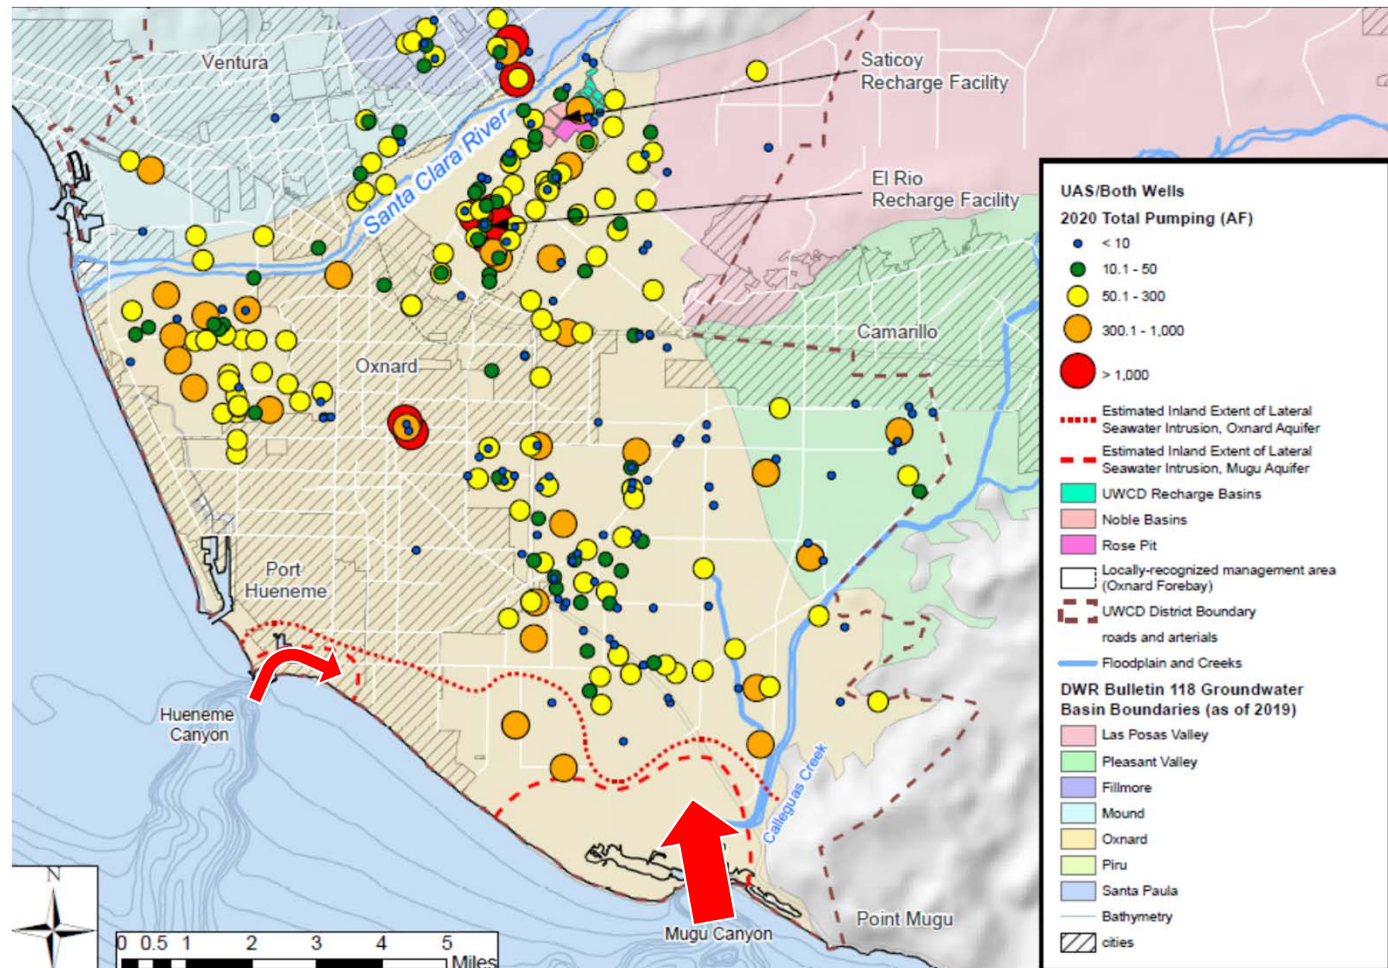 Ventura
Santa Clara River
Saticoy
Recharge Facility
El Rio
Recharge Facility
Camarillo
Oxnard
Port
Hueneme
Hueneme
Canyon
Calleguas Creek
Mugu Canyon
Point Mugu
N
0 0.5 1 2 3 4 5
Miles
UAS/Both Wells
2020 Total Pumping (AF)
< 10
10.1 - 50
50.1 - 300
300.1 - 1,000
> 1,000
Estimated Inland Extent of Lateral
Seawater Intrusion, Oxnard Aquifer
Estimated Inland Extent of Lateral
Seawater Intrusion, Mugu Aquifer
UWCD Recharge Basins
Noble Basins
Rose Pit
Locally-recognized management area
(Oxnard Forebay)
UWCD District Boundary
roads and arterials
Floodplain and Creeks
DWR Bulletin 118 Groundwater
Basin Boundaries (as of 2019)
Las Posas Valley
Pleasant Valley
Fillmore
Mound
Oxnard
Piru
Santa Paula
Bathymetry
cities